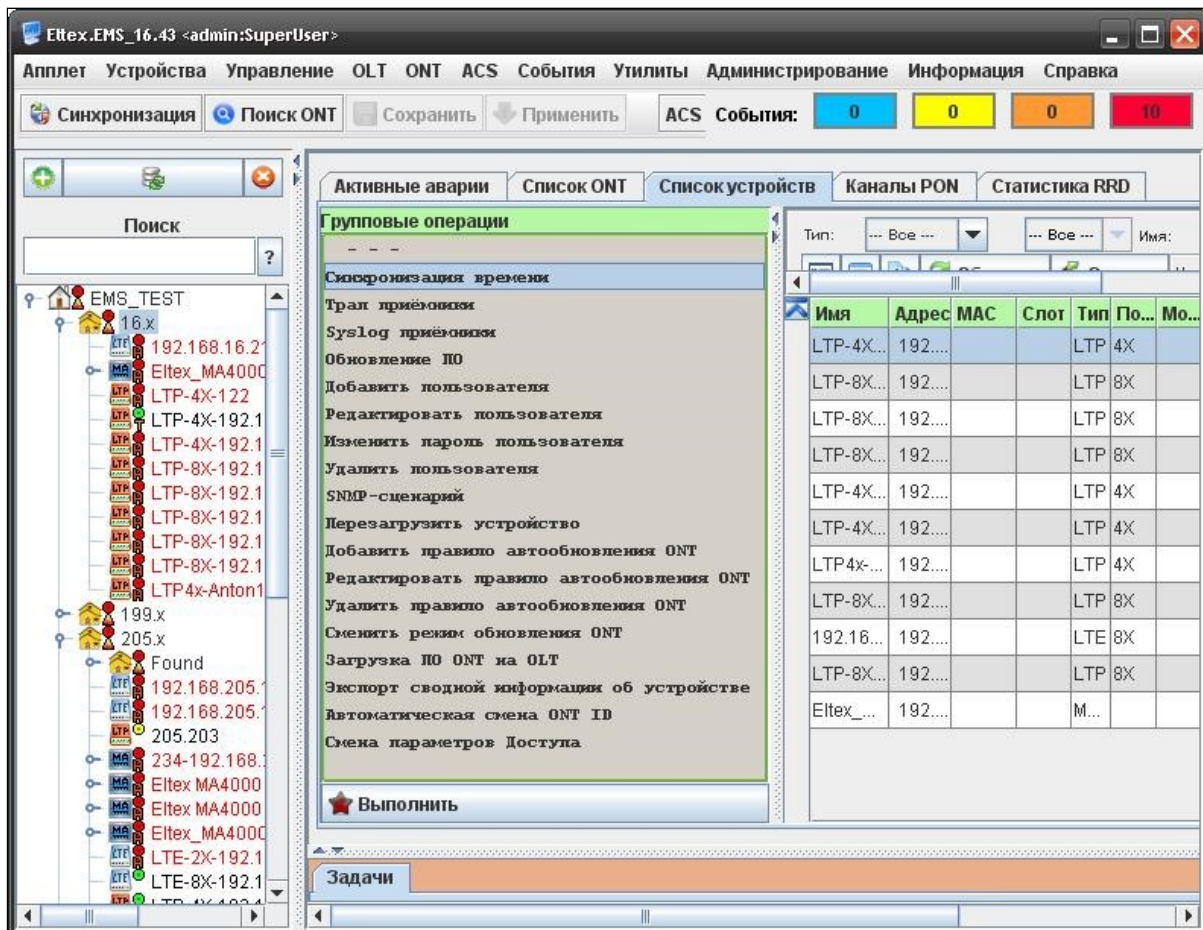 Eltex.EMS_16.43 <admin:SuperUser>
Апплет Устройства Управление OLT ONT ACS События Утилиты Администрирование Информация Справка
Синхронизация Поиск ONT Сохранить Применить ACS События: 0 0 0 10
Поиск
?
EMS_TEST
16.x
192.168.16.2
Eltex_MA4000
LTP-4X-122
LTP-4X-192.1
LTP-4X-192.1
LTP-8X-192.1
LTP-8X-192.1
LTP-8X-192.1
LTP-8X-192.1
LTP-8X-192.1
LTP4x-Anton1
199.x
205.x
Found
192.168.205.
192.168.205.
205.203
234-192.168.
Eltex MA4000
Eltex MA4000
Eltex_MA4000
LTE-2X-192.1
LTE-8X-192.1
Активные аварии Список ONT Список устройств Каналы PON Статистика RRD
Групповые операции
- - -
Синхронизация времени
Трап приёмники
Syslog приёмники
Обновление ПО
Добавить пользователя
Редактировать пользователя
Изменить пароль пользователя
Удалить пользователя
SNMP-сценарий
Перезагрузить устройство
Добавить правило автообновления ONT
Редактировать правило автообновления ONT
Удалить правило автообновления ONT
Сменить режим обновления ONT
Загрузка ПО ONT на OLT
Экспорт сводной информации об устройстве
Автоматическая смена ONT ID
Смена параметров Доступа
Выполнить
Тип: --- Все --- --- Все --- Имя:
Имя Адрес MAC Слот Тип По... Мо...
LTP-4X... 192.... LTP 4X
LTP-8X... 192.... LTP 8X
LTP-8X... 192.... LTP 8X
LTP-8X... 192.... LTP 8X
LTP-4X... 192.... LTP 4X
LTP-4X... 192.... LTP 4X
LTP4x-... 192.... LTP 4X
LTP-8X... 192.... LTP 8X
192.16... 192.... LTE 8X
LTP-8X... 192.... LTP 8X
Eltex_... 192.... M...
Задачи